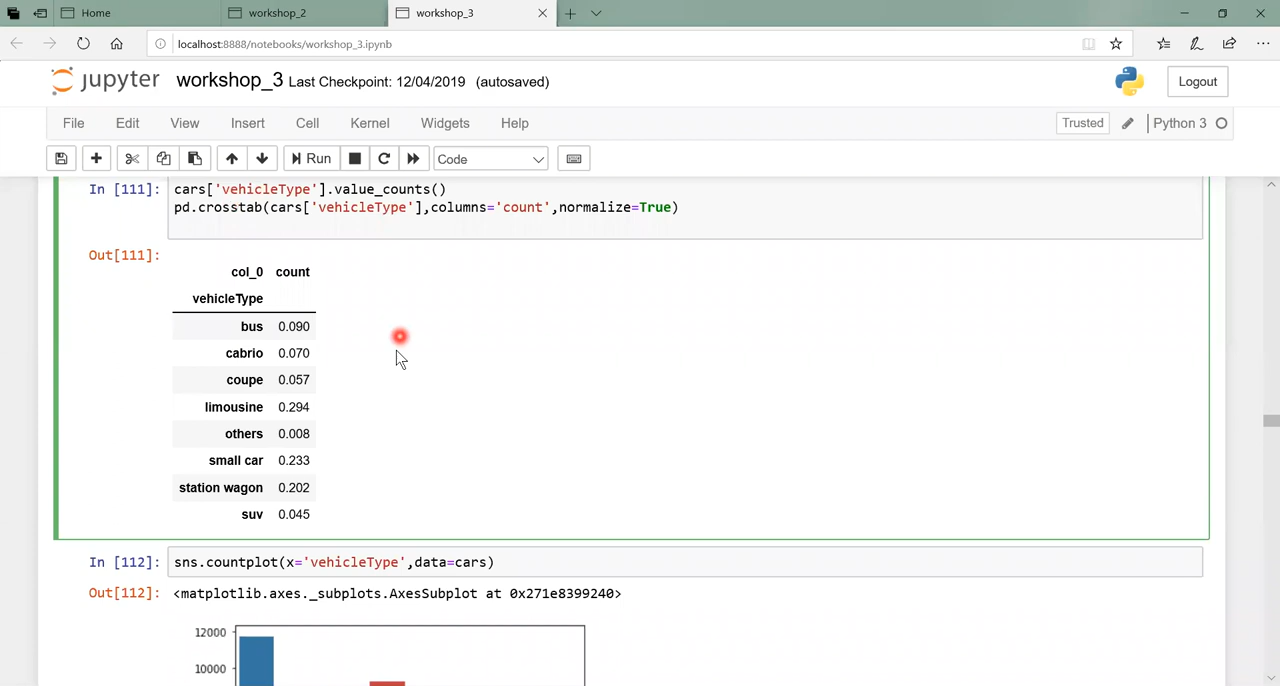 Home workshop_2 workshop_3
localhost:8888/notebooks/workshop_3.ipynb
jupyter workshop_3 Last Checkpoint: 12/04/2019 (autosaved) Logout
File Edit View Insert Cell Kernel Widgets Help Trusted Python 3
Run Code
In [111]: cars['vehicleType'].value_counts()
pd.crosstab(cars['vehicleType'],columns='count',normalize=True)
Out[111]:
col_0 count
vehicleType
bus 0.090
cabrio 0.070
coupe 0.057
limousine 0.294
others 0.008
small car 0.233
station wagon 0.202
suv 0.045
In [112]: sns.countplot(x='vehicleType',data=cars)
Out[112]: <matplotlib.axes._subplots.AxesSubplot at 0x271e8399240>
12000
10000